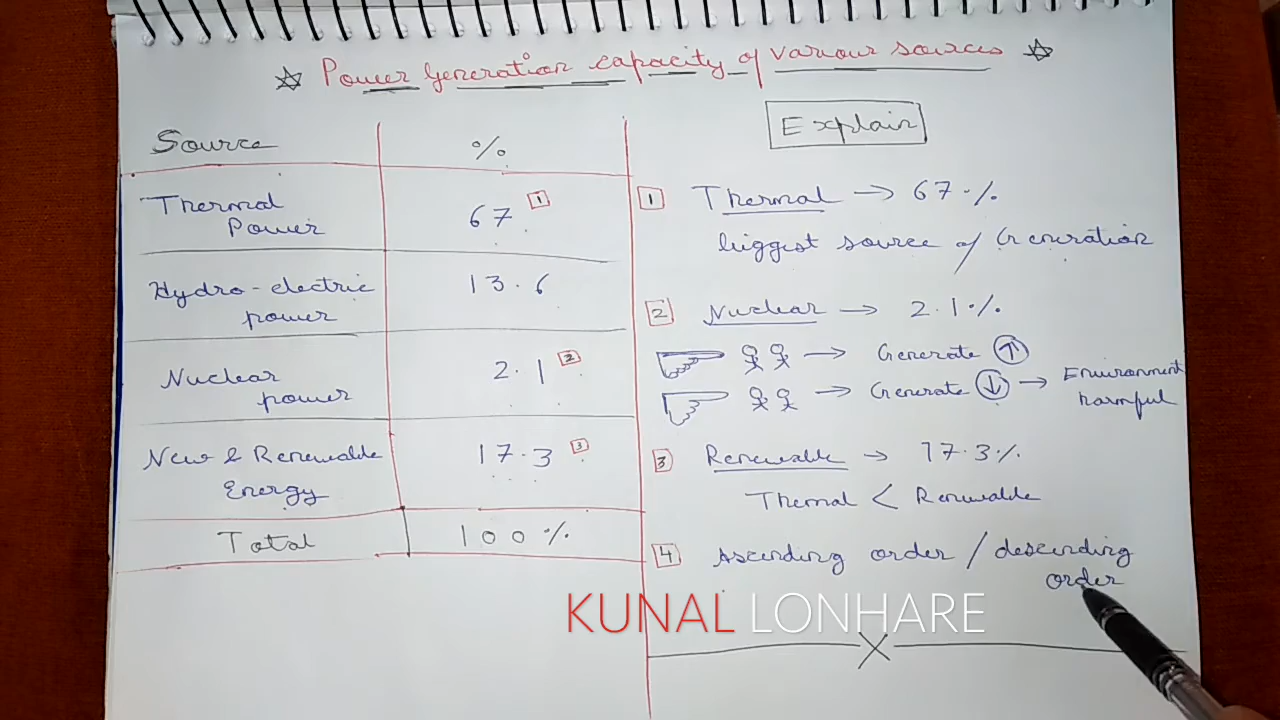 ☆ Power Generation capacity of various sources ☆
Source %
Thermal Power 67 [1]
Hydro-electric power 13.6
Nuclear power 2.1 [2]
New & Renewable Energy 17.3 [3]
Total 100%
Explain
[1] Thermal → 67%
biggest source of Generation
[2] Nuclear → 2.1%
→ Generate ↑
→ Generate ↓ → Environment harmful
[3] Renewable → 17.3%
Themal < Renewable
[4] Ascending order / descending
order
KUNAL LONHARE